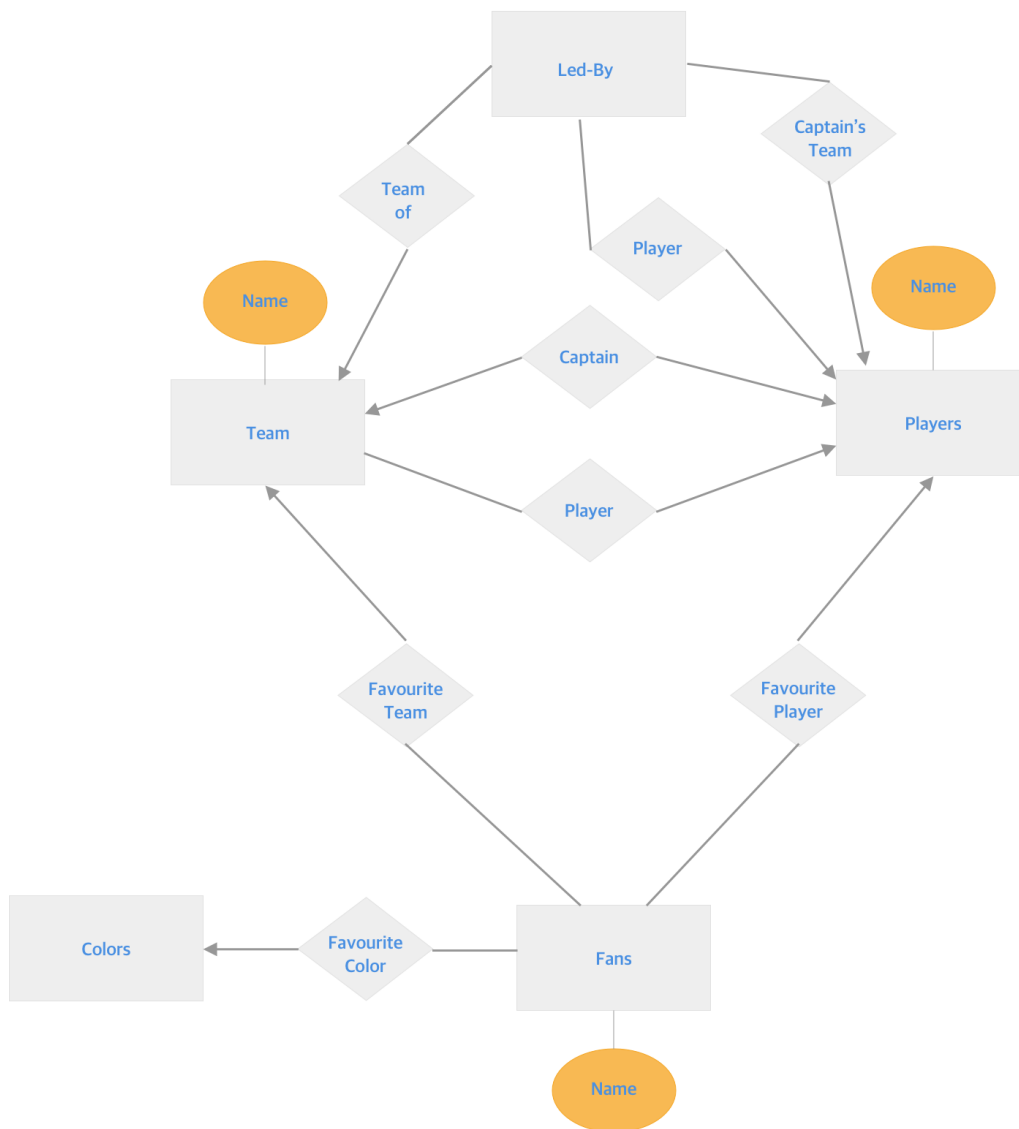 Led-By
Captain’s
Team
Team
of
Player
Name
Name
Captain
Team
Players
Player
Favourite
Team
Favourite
Player
Colors
Favourite
Color
Fans
Name